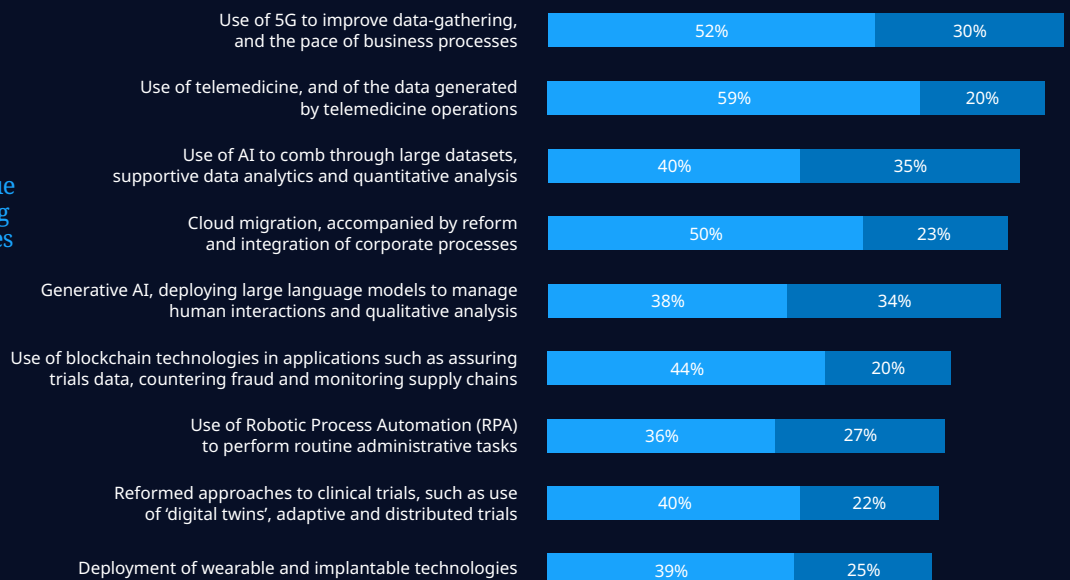 Use of 5G to improve data-gathering,
and the pace of business processes
52%
30%
Use of telemedicine, and of the data generated
by telemedicine operations
59%
20%
Use of AI to comb through large datasets,
supportive data analytics and quantitative analysis
40%
35%
Cloud migration, accompanied by reform
and integration of corporate processes
50%
23%
Generative AI, deploying large language models to manage
human interactions and qualitative analysis
38%
34%
Use of blockchain technologies in applications such as assuring
trials data, countering fraud and monitoring supply chains
44%
20%
Use of Robotic Process Automation (RPA)
to perform routine administrative tasks
36%
27%
Reformed approaches to clinical trials, such as use
of ‘digital twins’, adaptive and distributed trials
40%
22%
Deployment of wearable and implantable technologies
39%
25%